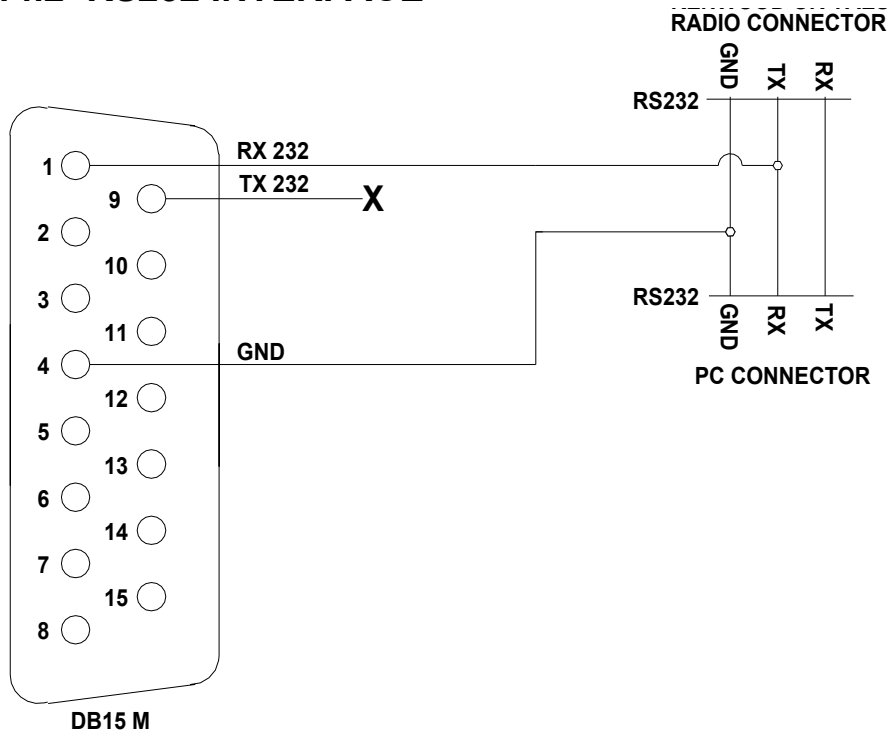 RADIO CONNECTOR
GND TX RX
RS232
RX 232
1
TX 232
9
X
2
10
3
RS232
11
GND RX TX
GND
4
PC CONNECTOR
12
5
13
6
14
7
15
8
DB15 M